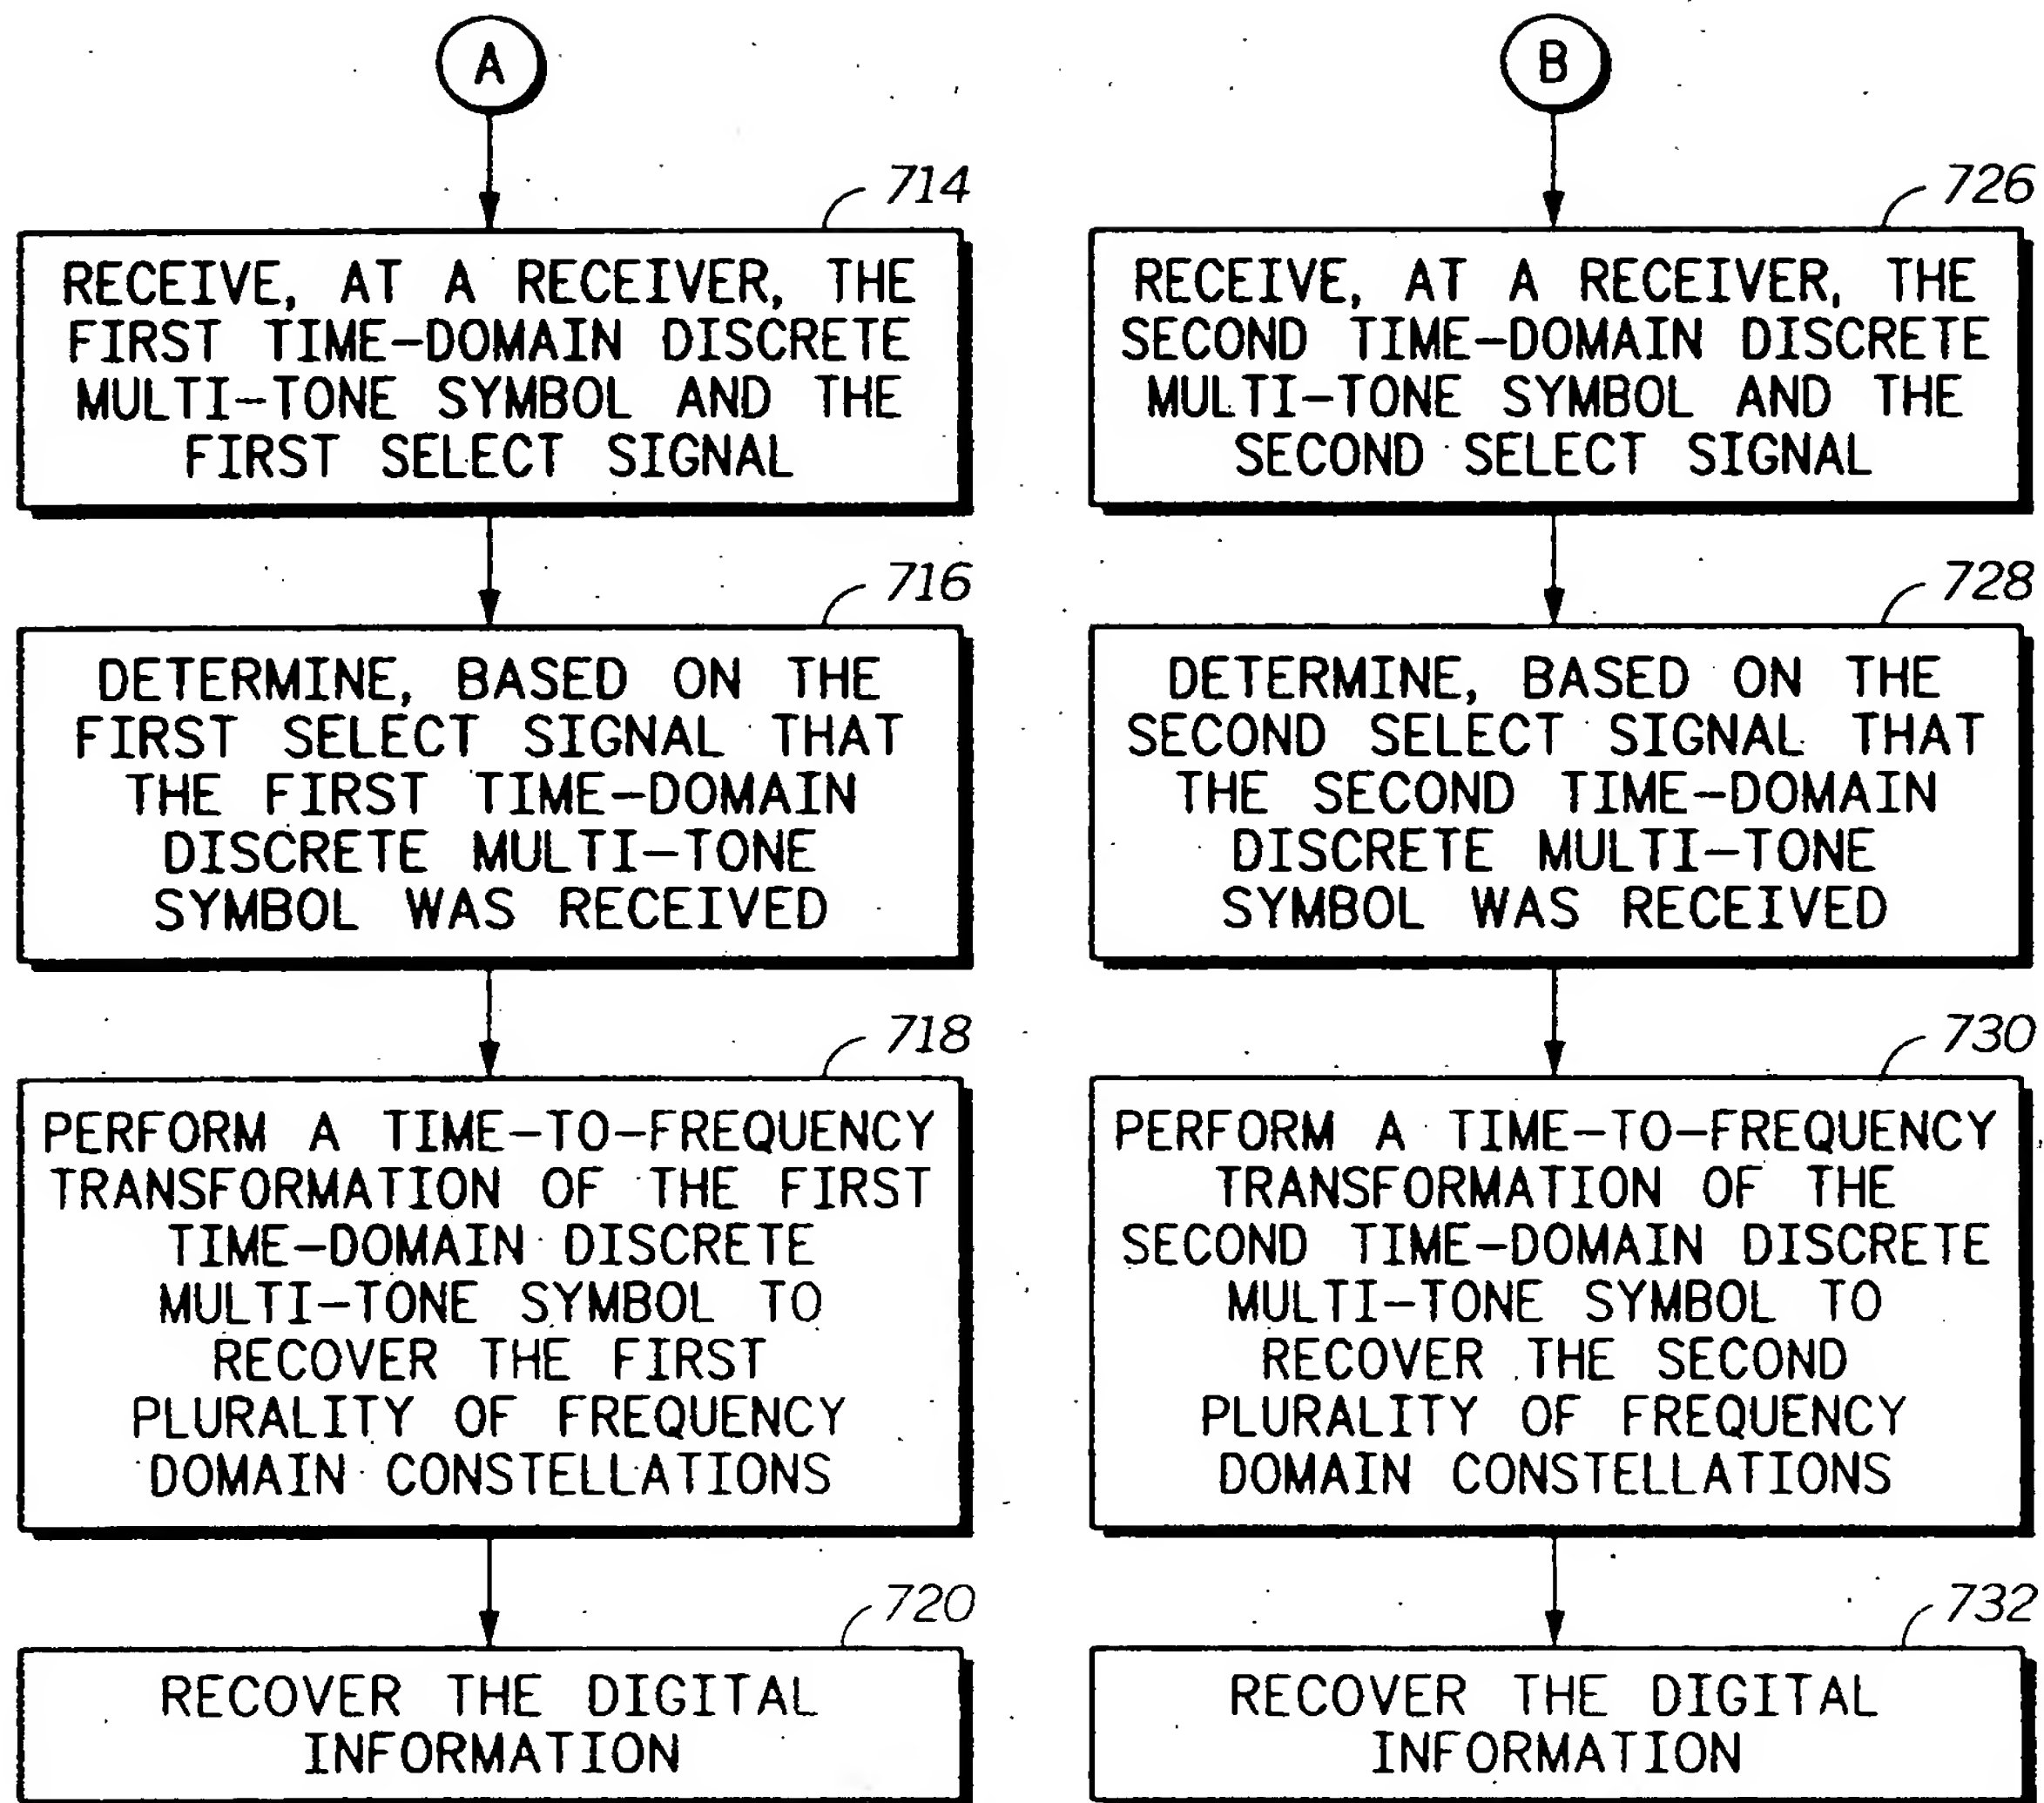 A
714
RECEIVE, AT A RECEIVER, THE
FIRST TIME-DOMAIN DISCRETE
MULTI-TONE SYMBOL AND THE
FIRST SELECT SIGNAL
716
DETERMINE, BASED ON THE
FIRST SELECT SIGNAL THAT
THE FIRST TIME-DOMAIN
DISCRETE MULTI-TONE
SYMBOL WAS RECEIVED
718
PERFORM A TIME-TO-FREQUENCY
TRANSFORMATION OF THE FIRST
TIME-DOMAIN DISCRETE
MULTI-TONE SYMBOL TO
RECOVER THE FIRST
PLURALITY OF FREQUENCY
DOMAIN CONSTELLATIONS
720
RECOVER THE DIGITAL
INFORMATION
B
726
RECEIVE, AT A RECEIVER, THE
SECOND TIME-DOMAIN DISCRETE
MULTI-TONE SYMBOL AND THE
SECOND SELECT SIGNAL
728
DETERMINE, BASED ON THE
SECOND SELECT SIGNAL THAT
THE SECOND TIME-DOMAIN
DISCRETE MULTI-TONE
SYMBOL WAS RECEIVED
730
PERFORM A TIME-TO-FREQUENCY
TRANSFORMATION OF THE
SECOND TIME-DOMAIN DISCRETE
MULTI-TONE SYMBOL TO
RECOVER THE SECOND
PLURALITY OF FREQUENCY
DOMAIN CONSTELLATIONS
732
RECOVER THE DIGITAL
INFORMATION